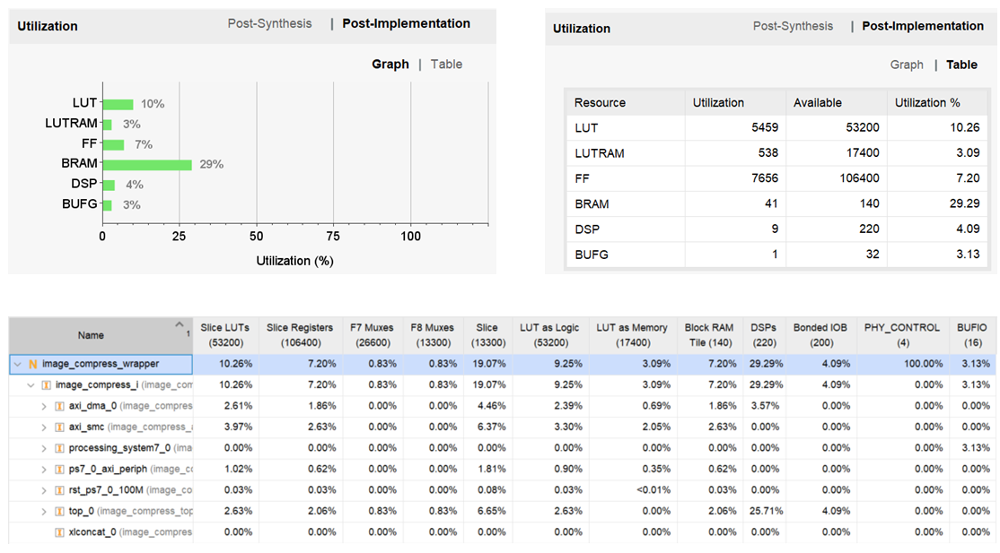 Utilization Post-Synthesis | Post-Implementation
Graph | Table
LUT 10%
LUTRAM 3%
FF 7%
BRAM 29%
DSP 4%
BUFG 3%
0 25 50 75 100
Utilization (%)
Utilization Post-Synthesis | Post-Implementation
Graph | Table
Resource Utilization Available Utilization %
LUT 5459 53200 10.26
LUTRAM 538 17400 3.09
FF 7656 106400 7.20
BRAM 41 140 29.29
DSP 9 220 4.09
BUFG 1 32 3.13
Name 1 Slice LUTs Slice Registers F7 Muxes F8 Muxes Slice LUT as Logic LUT as Memory Block RAM DSPs Bonded IOB PHY_CONTROL BUFIO
(53200) (106400) (26600) (13300) (13300) (53200) (17400) Tile (140) (220) (200) (4) (16)
N image_compress_wrapper 10.26% 7.20% 0.83% 0.83% 19.07% 9.25% 3.09% 7.20% 29.29% 4.09% 100.00% 3.13%
image_compress_i (image_com 10.26% 7.20% 0.83% 0.83% 19.07% 9.25% 3.09% 7.20% 29.29% 4.09% 0.00% 3.13%
axi_dma_0 (image_compres 2.61% 1.86% 0.00% 0.00% 4.46% 2.39% 0.69% 1.86% 3.57% 0.00% 0.00% 0.00%
axi_smc (image_compress_a 3.97% 2.63% 0.00% 0.00% 6.37% 3.30% 2.05% 2.63% 0.00% 0.00% 0.00% 0.00%
processing_system7_0 (ima 0.00% 0.00% 0.00% 0.00% 0.00% 0.00% 0.00% 0.00% 0.00% 0.00% 0.00% 3.13%
ps7_0_axi_periph (image_cc 1.02% 0.62% 0.00% 0.00% 1.81% 0.90% 0.35% 0.62% 0.00% 0.00% 0.00% 0.00%
rst_ps7_0_100M (image_co 0.03% 0.03% 0.00% 0.00% 0.08% 0.03% <0.01% 0.03% 0.00% 0.00% 0.00% 0.00%
top_0 (image_compress_top 2.63% 2.06% 0.83% 0.83% 6.65% 2.63% 0.00% 2.06% 25.71% 4.09% 0.00% 0.00%
xlconcat_0 (image_compres 0.00% 0.00% 0.00% 0.00% 0.00% 0.00% 0.00% 0.00% 0.00% 0.00% 0.00% 0.00%